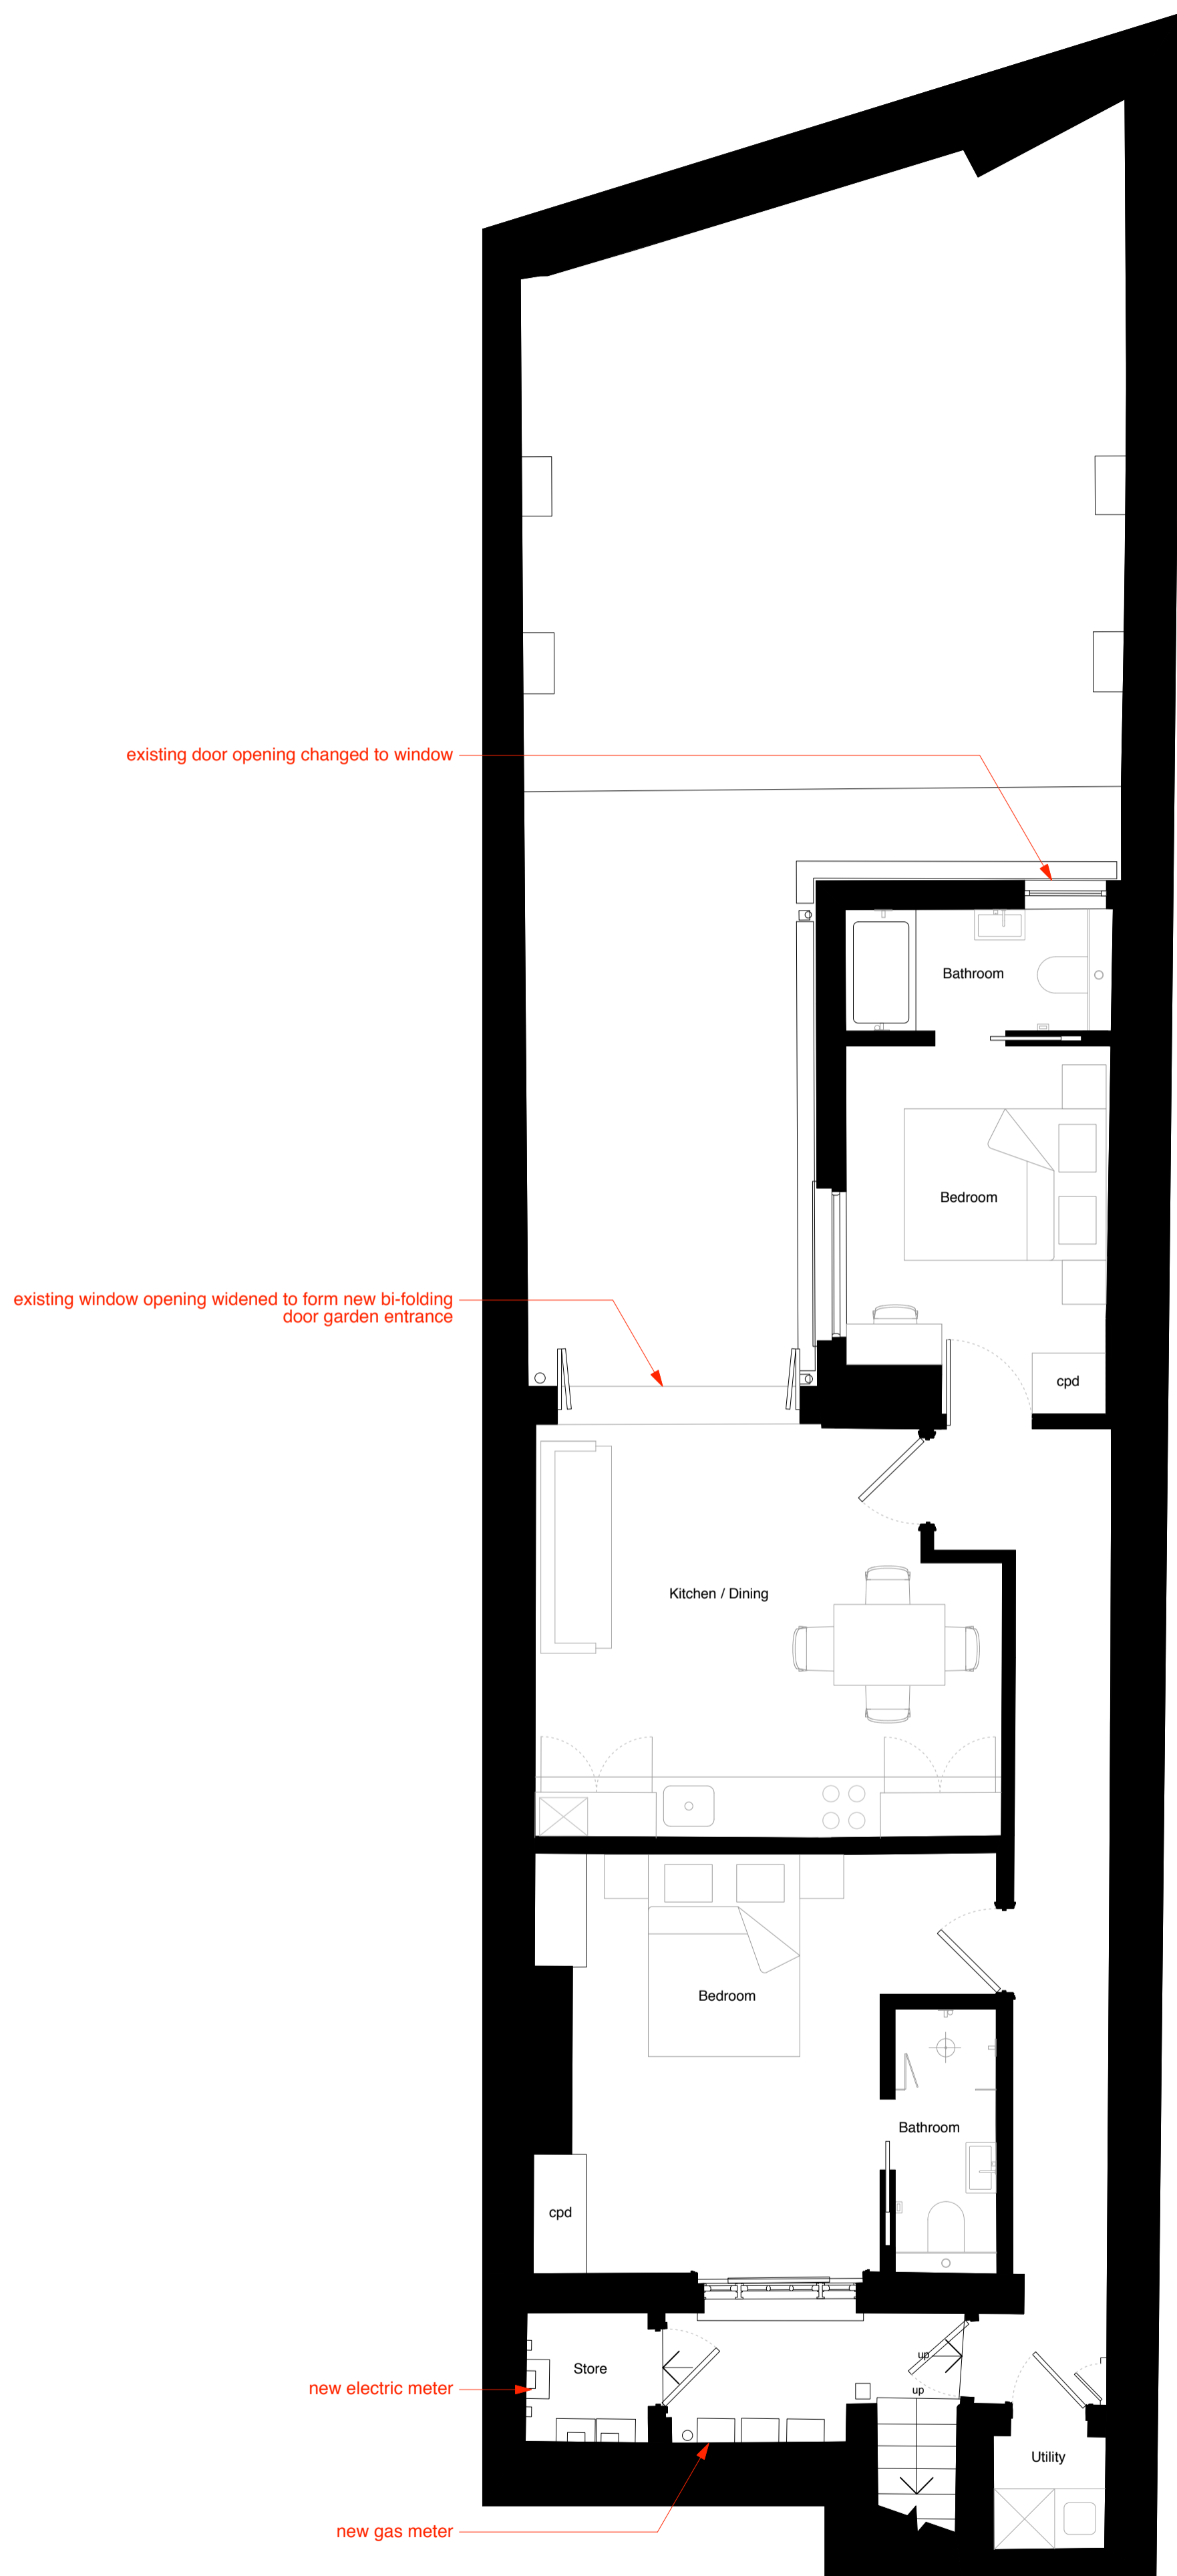 existing door opening changed to window
Bathroom
Bedroom
existing window opening widened to form new bi-folding
door garden entrance
cpd
Kitchen / Dining
Bedroom
Bathroom
cpd
up
Store
new electric meter
up
Utility
new gas meter